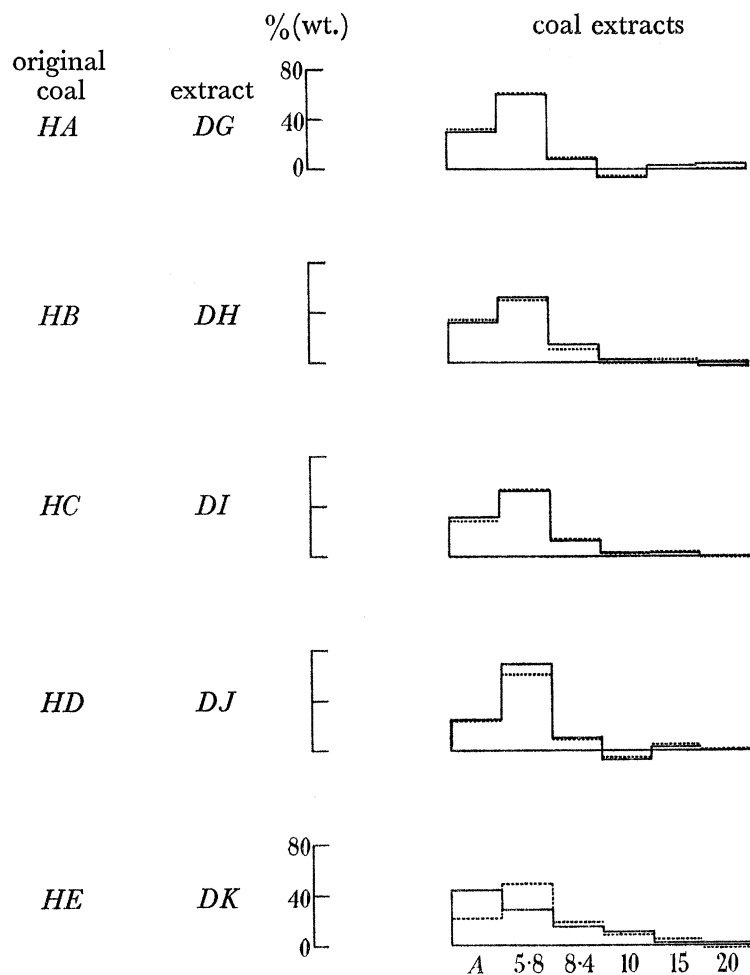 %(wt.) coal extracts
original
coal extract
HA DG
80
40
0
HB DH
HC DI
HD DJ
HE DK
80
40
0
A 5·8 8·4 10 15 20